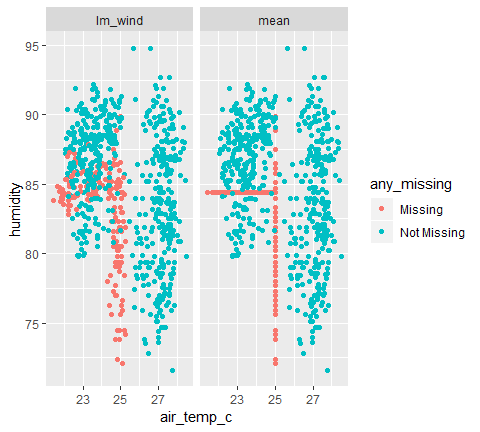 lm_wind
mean
95
90
85
80
75
humidity
23
25
27
23
25
27
air_temp_c
any_missing
Missing
Not Missing